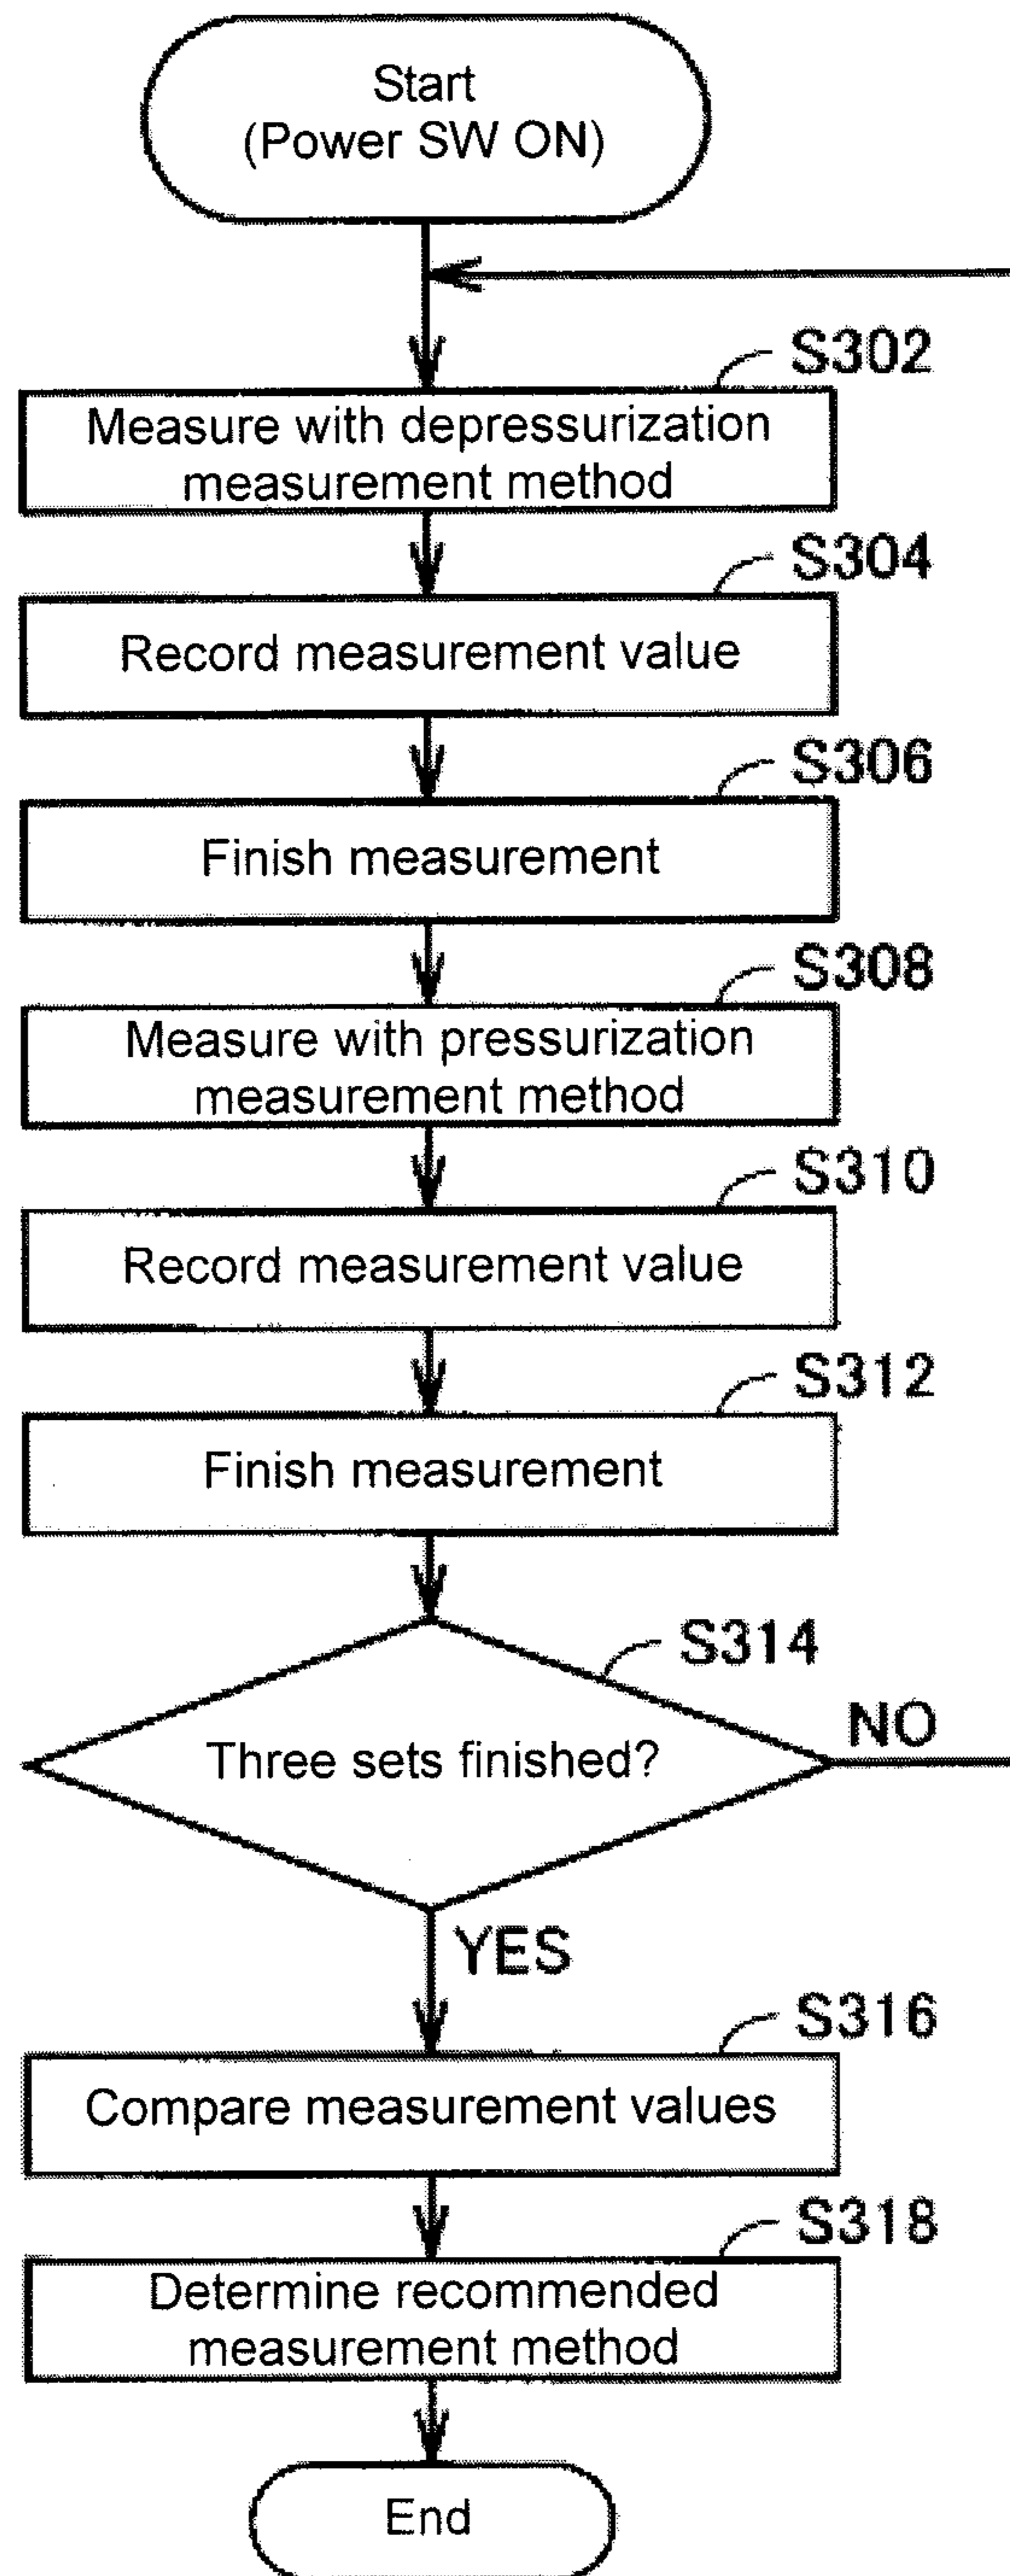 Start
(Power SW ON)
S302
Measure with depressurization
measurement method
S304
Record measurement value
S306
Finish measurement
S308
Measure with pressurization
measurement method
S310
Record measurement value
S312
Finish measurement
S314
Three sets finished?
NO
YES
S316
Compare measurement values
S318
Determine recommended
measurement method
End